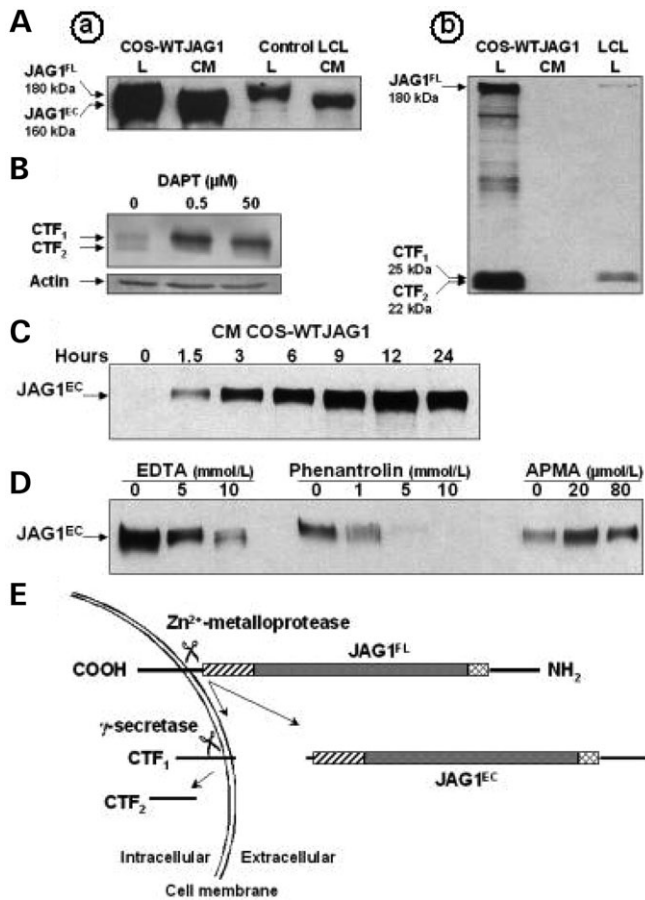 A
a
b
COS-WTJAG1 Control LCL
L CM L CM
JAG1FL
180 kDa
JAG1EC
160 kDa
COS-WTJAG1 LCL
L CM L
JAG1FL
180 kDa
CTF1
25 kDa
CTF2
22 kDa
B
DAPT (µM)
0 0.5 50
CTF1
CTF2
Actin
C
CM COS-WTJAG1
Hours 0 1.5 3 6 9 12 24
JAG1EC
D
EDTA (mmol/L) Phenantrolin (mmol/L) APMA (µmol/L)
0 5 10 0 1 5 10 0 20 80
JAG1EC
E
Zn2+-metalloprotease
JAG1FL
COOH NH2
γ-secretase
CTF1
JAG1EC
CTF2
Intracellular Extracellular
Cell membrane